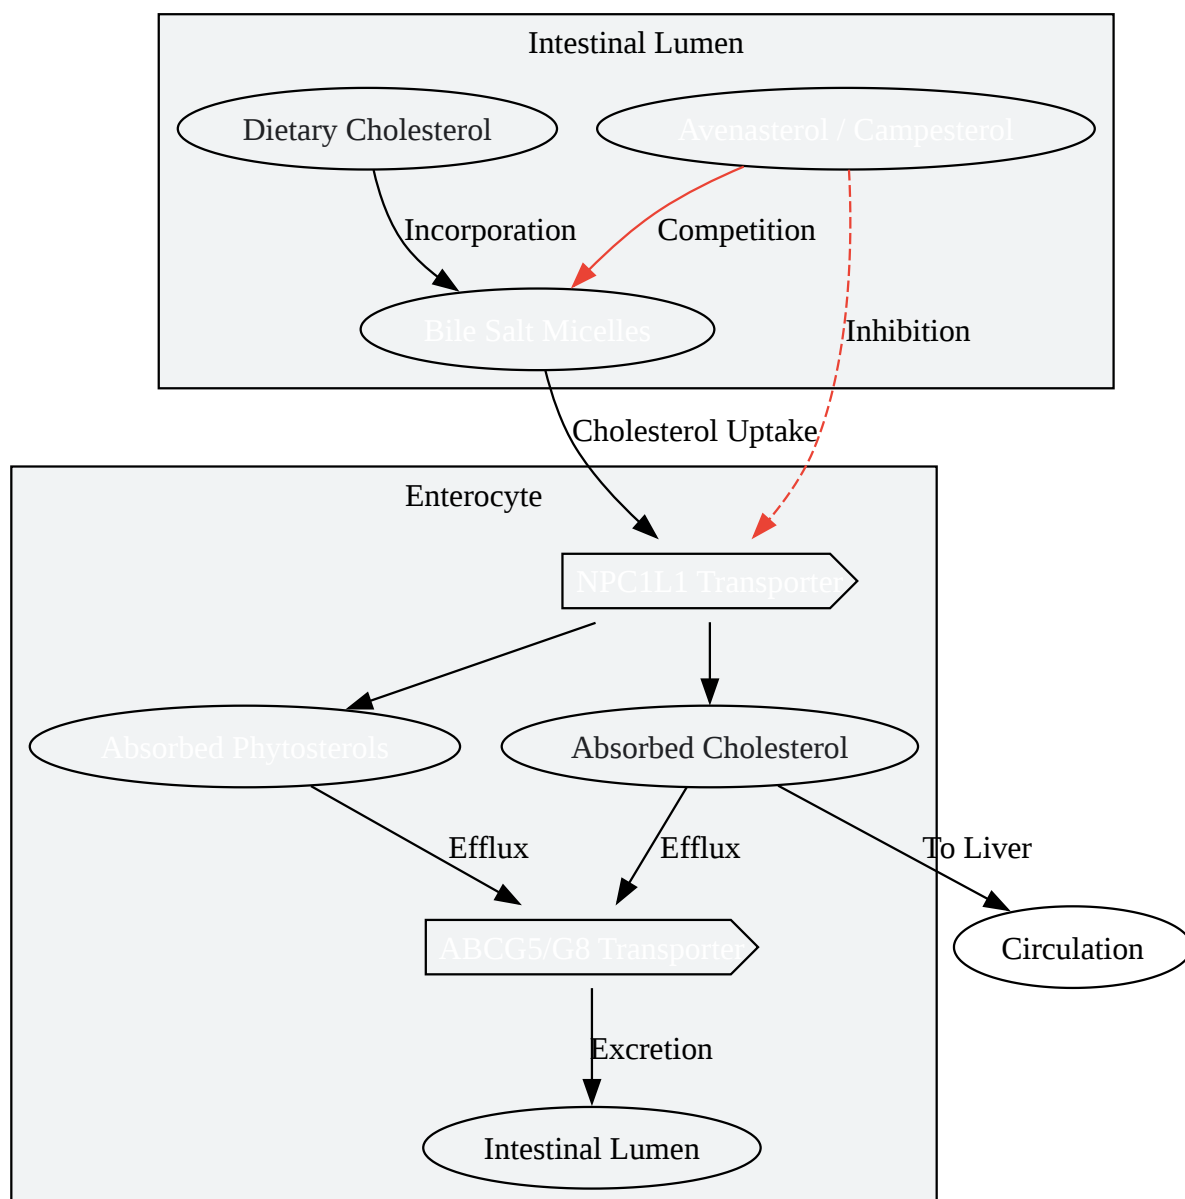 Intestinal Lumen
Dietary Cholesterol
Avenasterol / Campesterol
Incorporation
Competition
Bile Salt Micelles
Inhibition
Cholesterol Uptake
Enterocyte
NPC1L1 Transporter
Absorbed Phytosterols
Absorbed Cholesterol
Efflux
Efflux
To Liver
ABCG5/G8 Transporter
Circulation
Excretion
Intestinal Lumen